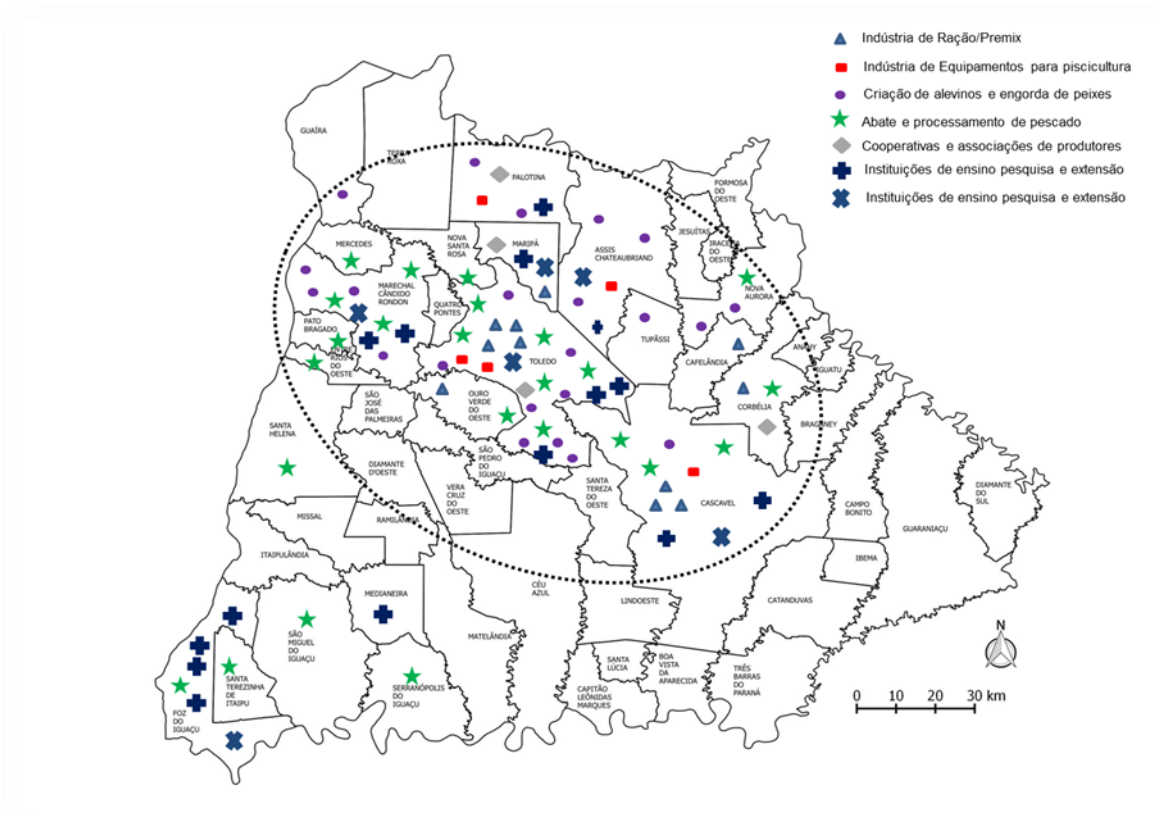 Indústria de Ração/Premix
Indústria de Equipamentos para piscicultura
Criação de alevinos e engorda de peixes
Abate e processamento de pescado
Cooperativas e associações de produtores
Instituições de ensino pesquisa e extensão
Instituições de ensino pesquisa e extensão
GUAÍRA
TERRA
ROXA
PALOTINA
FORMOSA
DO
OESTE
MERCEDES
NOVA
SANTA
ROSA
MARIPÁ
ASSIS
CHATEAUBRIAND
JESUÍTAS
IRACEMA
DO
OESTE
NOVA
AURORA
MARECHAL
CÂNDIDO
RONDON
QUATRO
PONTES
PATO
BRAGADO
ENTRE
RIOS
DO
OESTE
TOLEDO
TUPÃSSI
CAFELÂNDIA
ANAHY
IGUATU
SÃO
JOSÉ
DAS
PALMEIRAS
OURO
VERDE
DO
OESTE
CORBÉLIA
BRAGANEY
SANTA
HELENA
DIAMANTE
D'OESTE
SÃO
PEDRO
DO
IGUAÇU
VERA
CRUZ
DO
OESTE
SANTA
TEREZA
DO
OESTE
CASCAVEL
CAMPO
BONITO
GUARANIAÇU
DIAMANTE
DO
SUL
MISSAL
RAMILÂNDIA
ITAIPULÂNDIA
IBEMA
MEDIANEIRA
CÉU
AZUL
LINDOESTE
CATANDUVAS
SÃO
MIGUEL
DO
IGUAÇU
MATELÂNDIA
SANTA
LÚCIA
BOA
VISTA
DA
APARECIDA
TRÊS
BARRAS
DO
PARANÁ
SANTA
TEREZINHA
DE
ITAIPU
SERRANÓPOLIS
DO
IGUAÇU
CAPITÃO
LEÔNIDAS
MARQUES
FOZ
DO
IGUAÇU
N
0 10 20 30 km